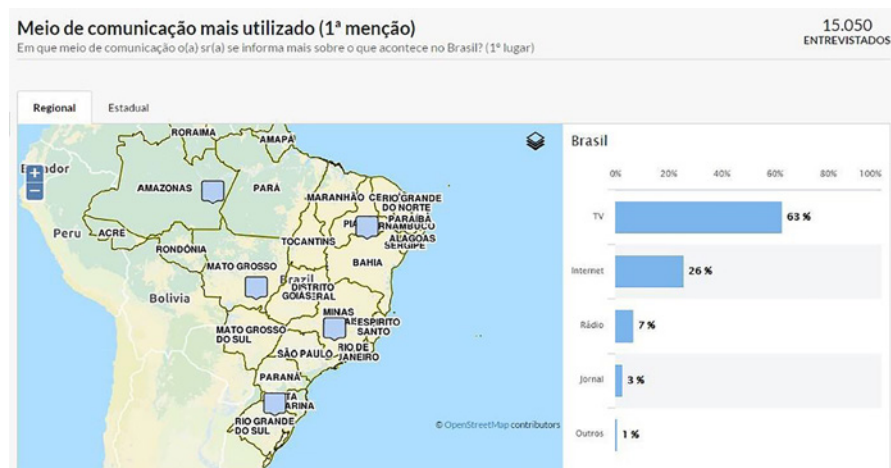 Meio de comunicação mais utilizado (1ª menção)
Em que meio de comunicação o(a) sr(a) se informa mais sobre o que acontece no Brasil? (1º lugar)
15.050
ENTREVISTADOS
Regional
Estadual
+
−
RORAIMA
AMAPÁ
AMAZONAS
PARÁ
MARANHÃO
RIO GRANDE
DO NORTE
PARAÍBA
RNAMBUCO
ALAGOAS
SERGIPE
Peru
ACRE
RONDÔNIA
TOCANTINS
BAHIA
MATO GROSSO
Brazil
DISTRITO
GOIÁS
Bolivia
MINAS
ESPIRITO
SANTO
MATO GROSSO
DO SUL
SÃO PAULO
RIO DE
JANEIRO
PARANÁ
RIO GRANDE
DO SUL
© OpenStreetMap contributors
Brasil
0% 20% 40% 60% 80% 100%
TV 63 %
Internet 26 %
Rádio 7 %
Jornal 3 %
Outros 1 %